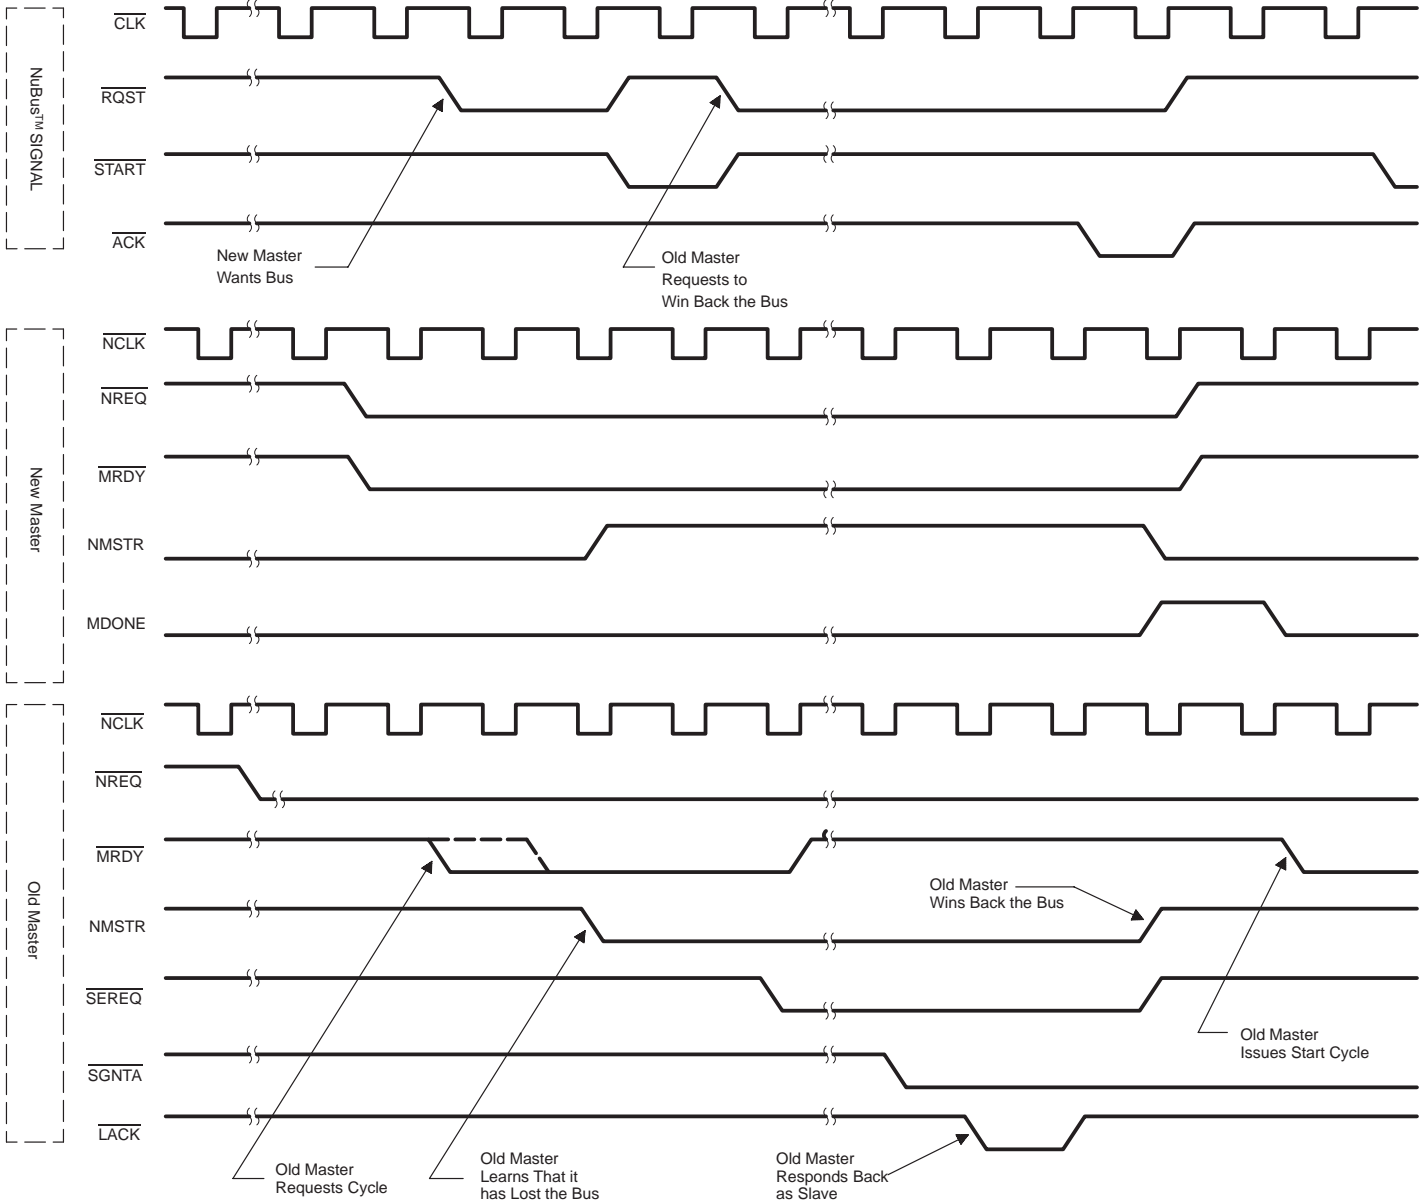 NuBus™ SIGNAL
CLK
RQST
START
ACK
New Master
Wants Bus
Old Master
Requests to
Win Back the Bus
New Master
NCLK
NREQ
MRDY
NMSTR
MDONE
Old Master
NCLK
NREQ
MRDY
NMSTR
SEREQ
SGNTA
LACK
Old Master
Wins Back the Bus
Old Master
Issues Start Cycle
Old Master
Requests Cycle
Old Master
Learns That it
has Lost the Bus
Old Master
Responds Back
as Slave